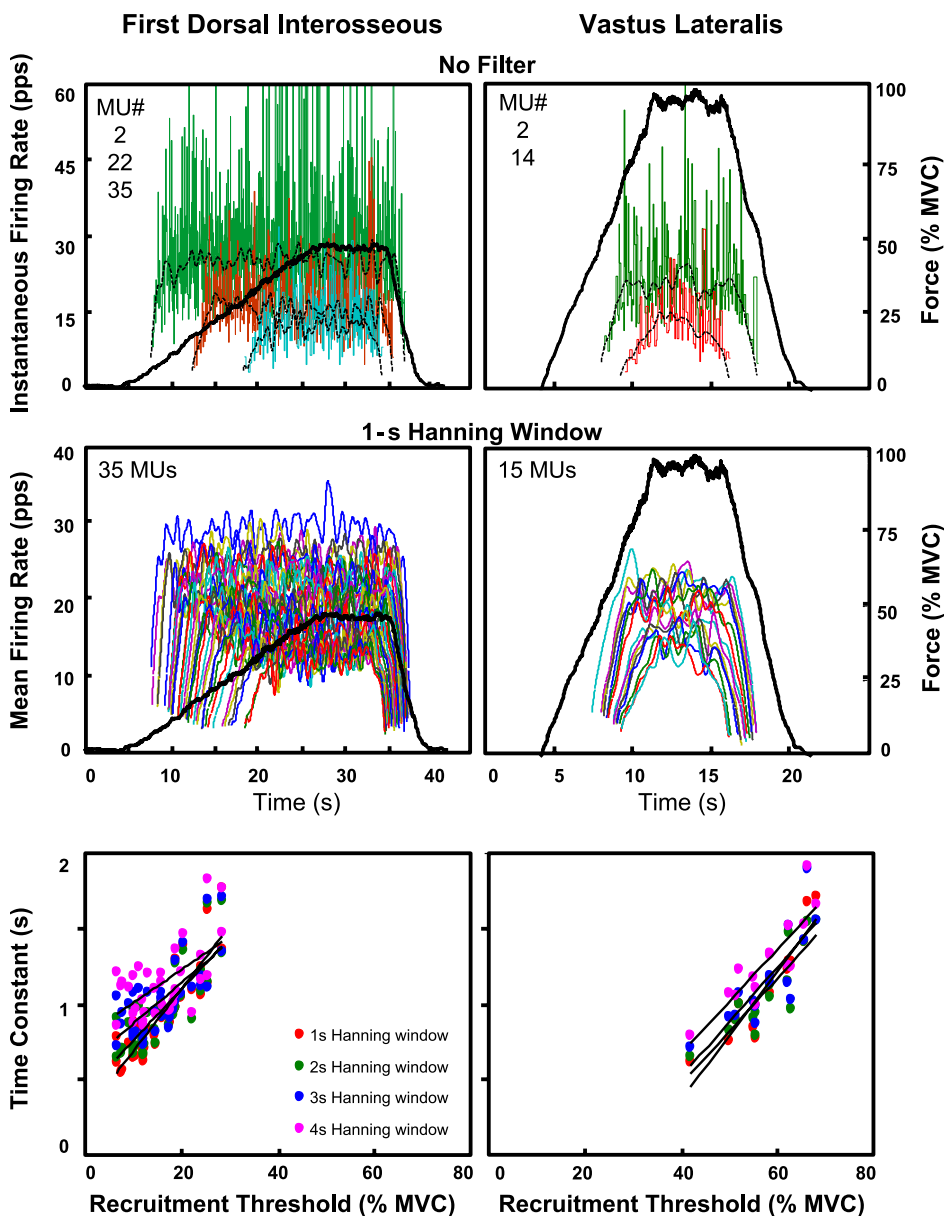 First Dorsal Interosseous
Vastus Lateralis
No Filter
Instantaneous Firing Rate (pps)
60
45
30
15
0
MU#
2
22
35
MU#
2
14
100
75
50
25
0
Force (% MVC)
1-s Hanning Window
Mean Firing Rate (pps)
40
30
20
10
0
35 MUs
15 MUs
100
75
50
25
0
Force (% MVC)
0 10 20 30 40
Time (s)
0 5 10 15 20
Time (s)
Time Constant (s)
2
1
0
1s Hanning window
2s Hanning window
3s Hanning window
4s Hanning window
0 20 40 60 80
Recruitment Threshold (% MVC)
0 20 40 60 80
Recruitment Threshold (% MVC)